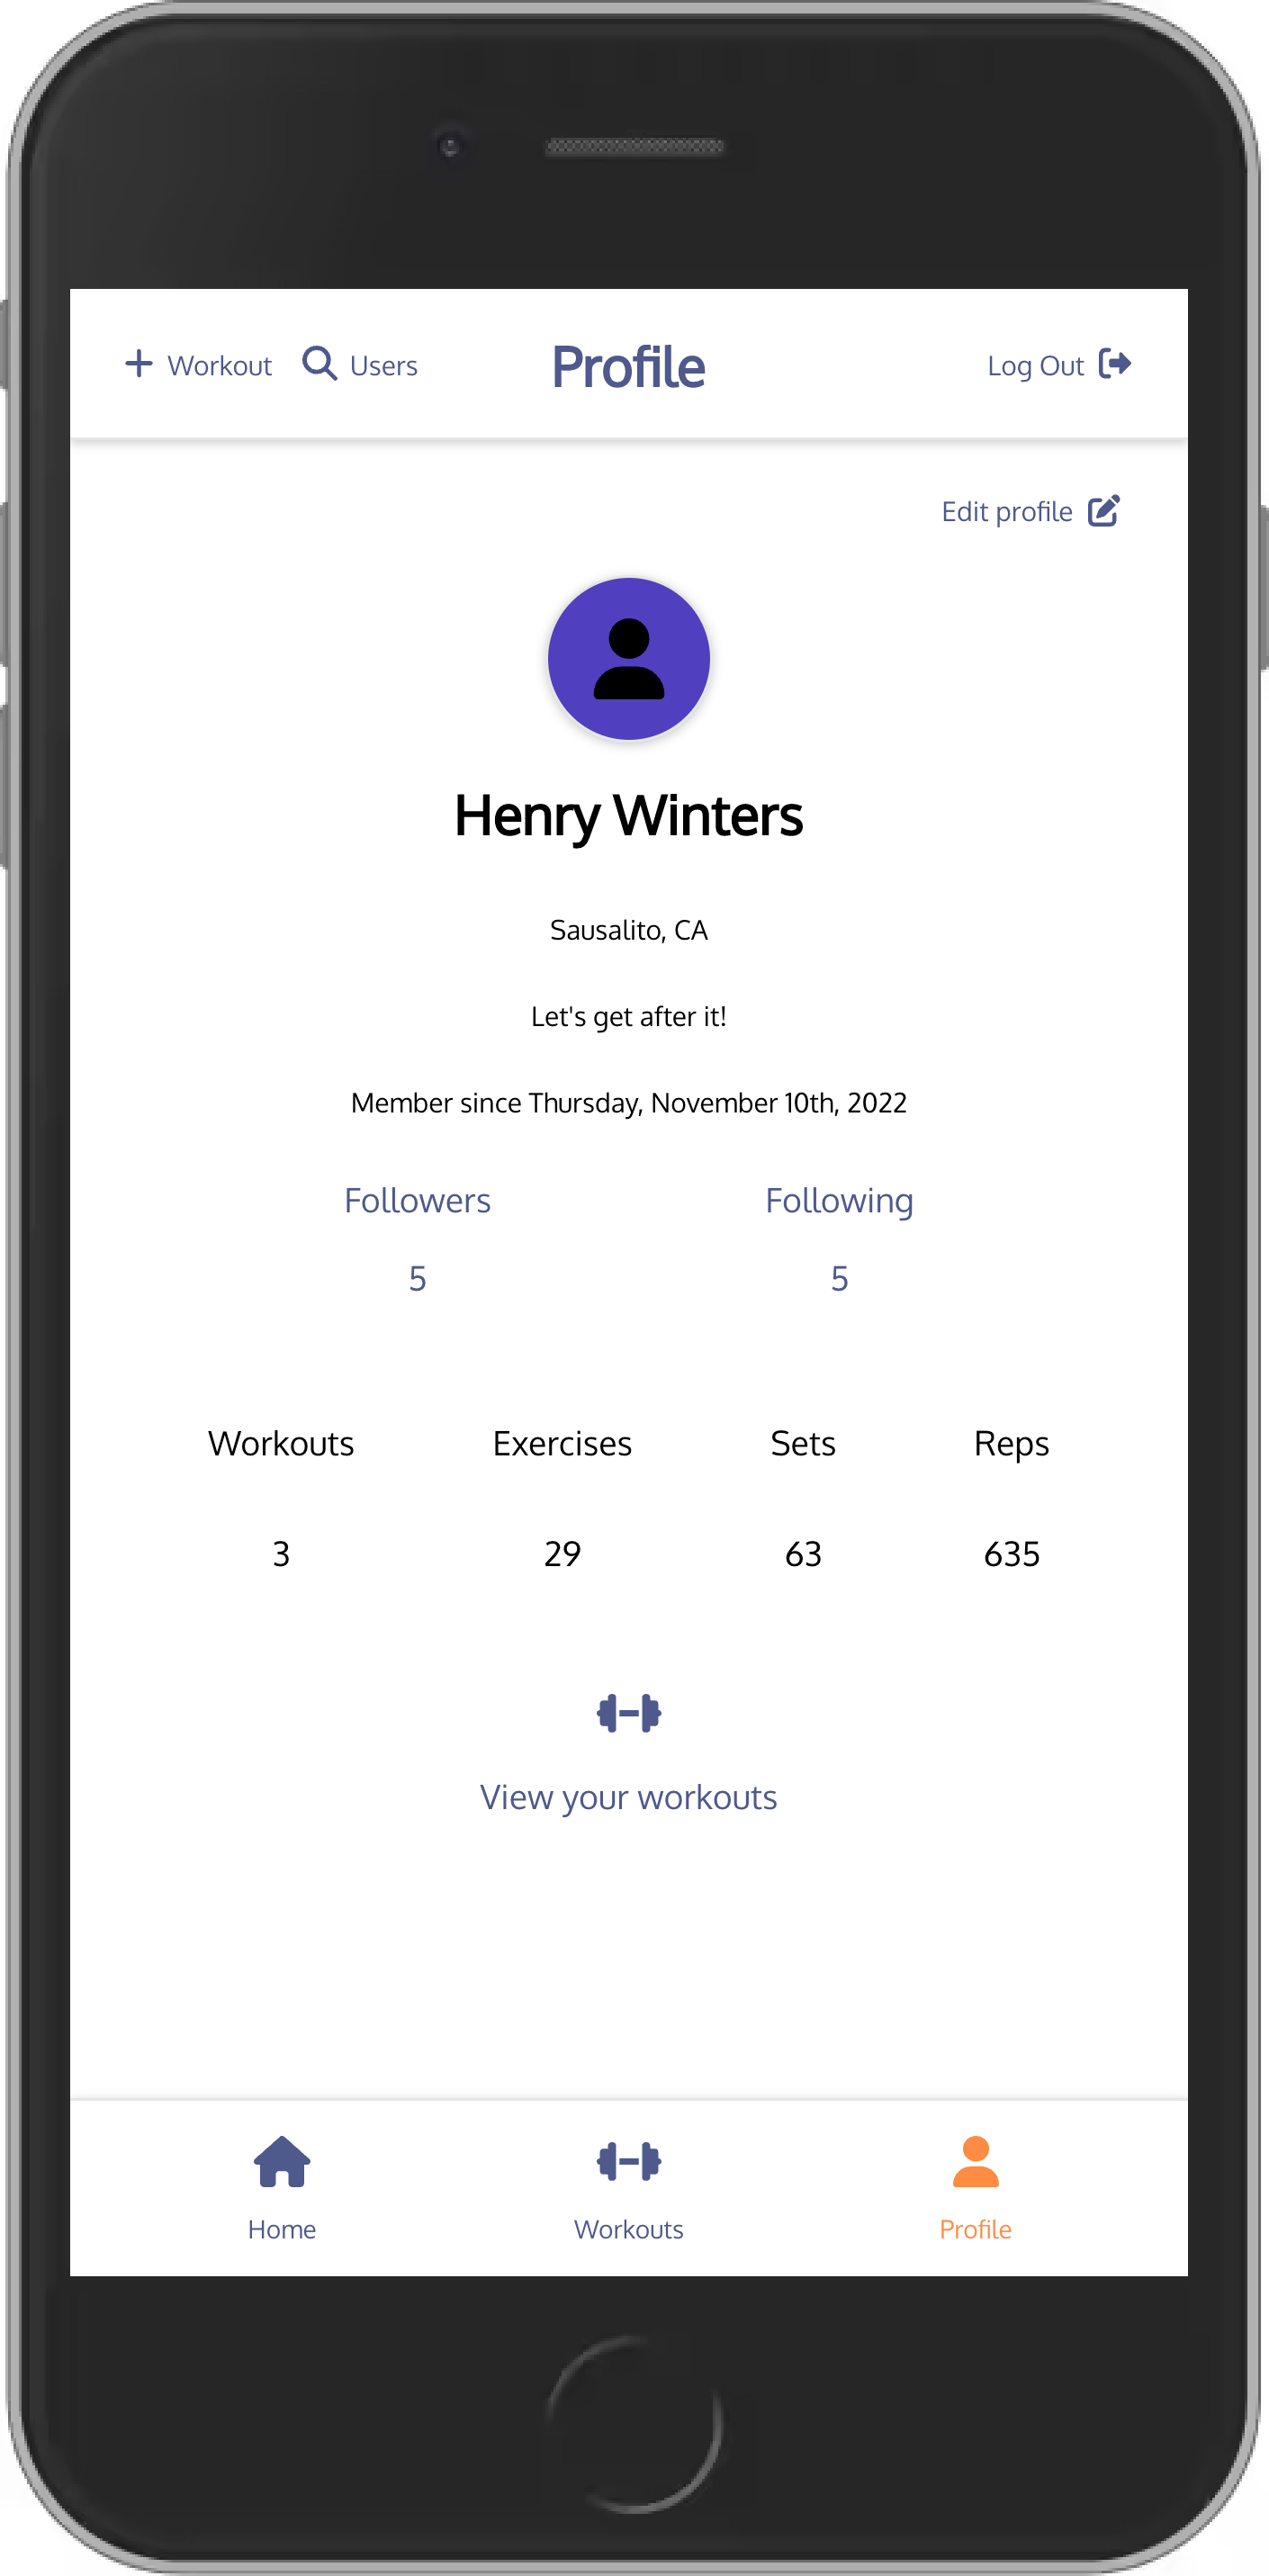 Workout Users Profile Log Out
Edit profile
Henry Winters
Sausalito, CA
Let's get after it!
Member since Thursday, November 10th, 2022
Followers Following
5 5
Workouts Exercises Sets Reps
3 29 63 635
View your workouts
Home Workouts Profile